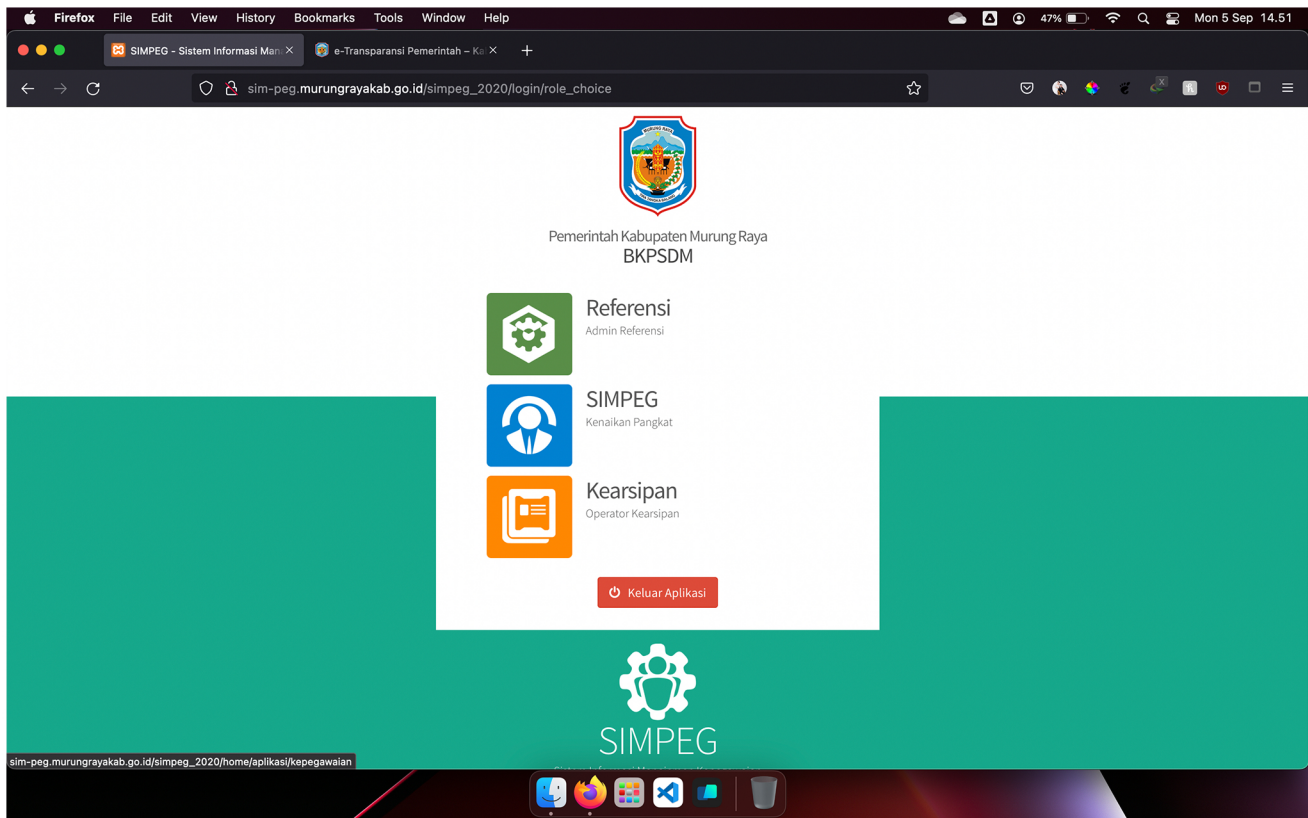 Firefox File Edit View History Bookmarks Tools Window Help 47% Mon 5 Sep 14.51
SIMPEG - Sistem Informasi Man
e-Transparansi Pemerintah – Ka
sim-peg.murungrayakab.go.id/simpeg_2020/login/role_choice
MURUNG RAYA
Pemerintah Kabupaten Murung Raya
BKPSDM
Referensi
Admin Referensi
SIMPEG
Kenaikan Pangkat
Kearsipan
Operator Kearsipan
Keluar Aplikasi
SIMPEG
sim-peg.murungrayakab.go.id/simpeg_2020/home/aplikasi/kepegawaian